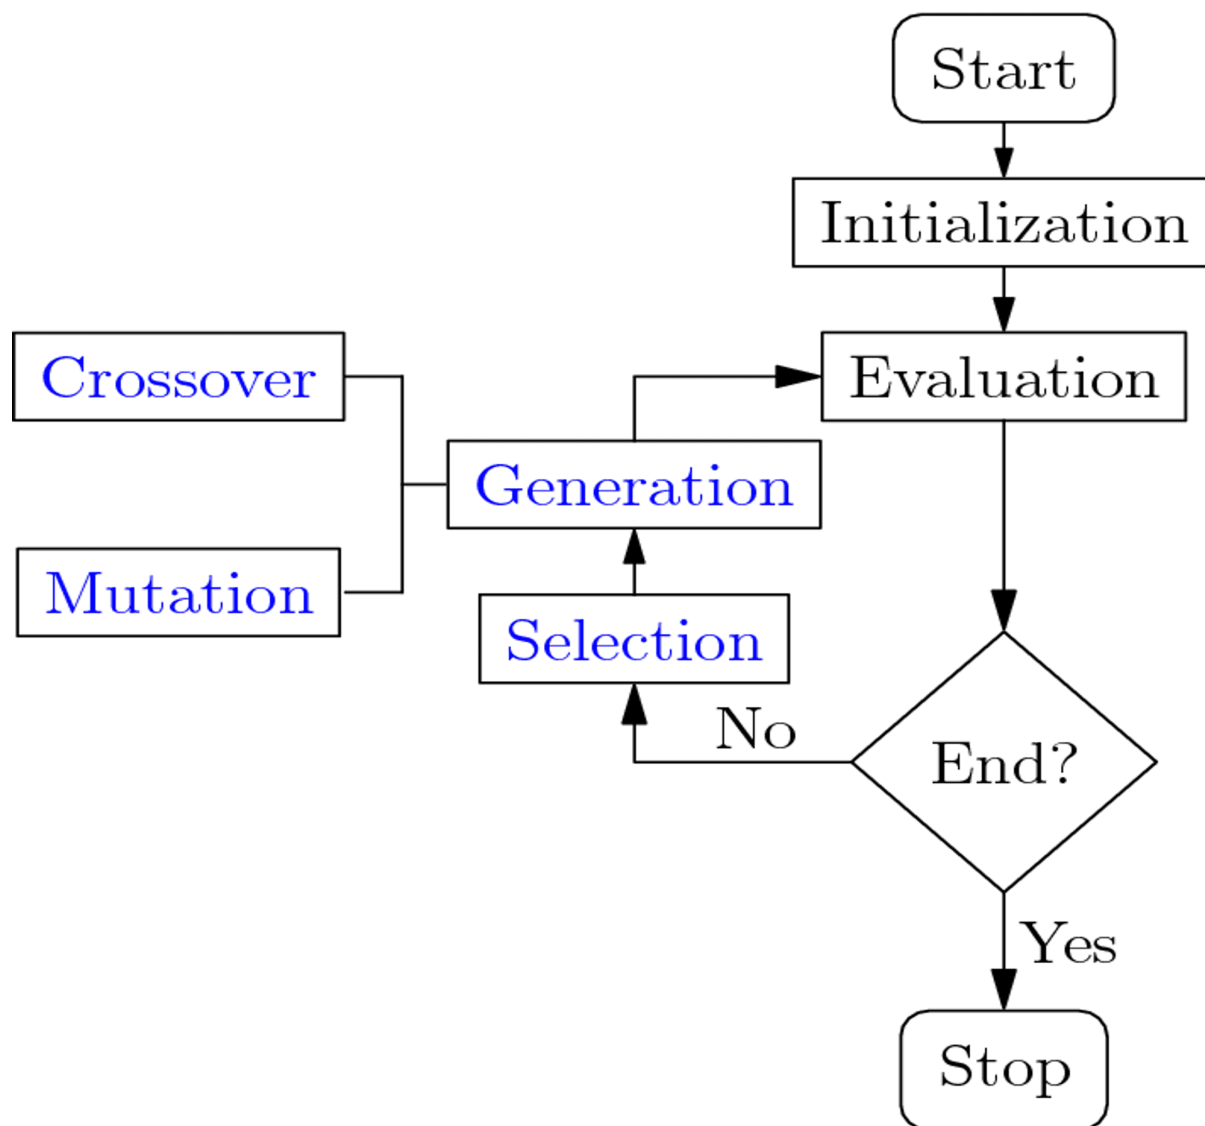 Start
Initialization
Crossover
Evaluation
Generation
Mutation
Selection
No
End?
Yes
Stop